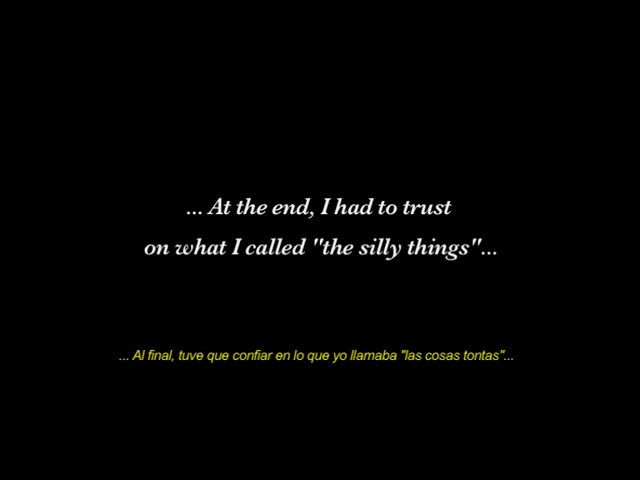 ... At the end, I had to trust
on what I called "the silly things"...
... Al final, tuve que confiar en lo que yo llamaba "las cosas tontas"...